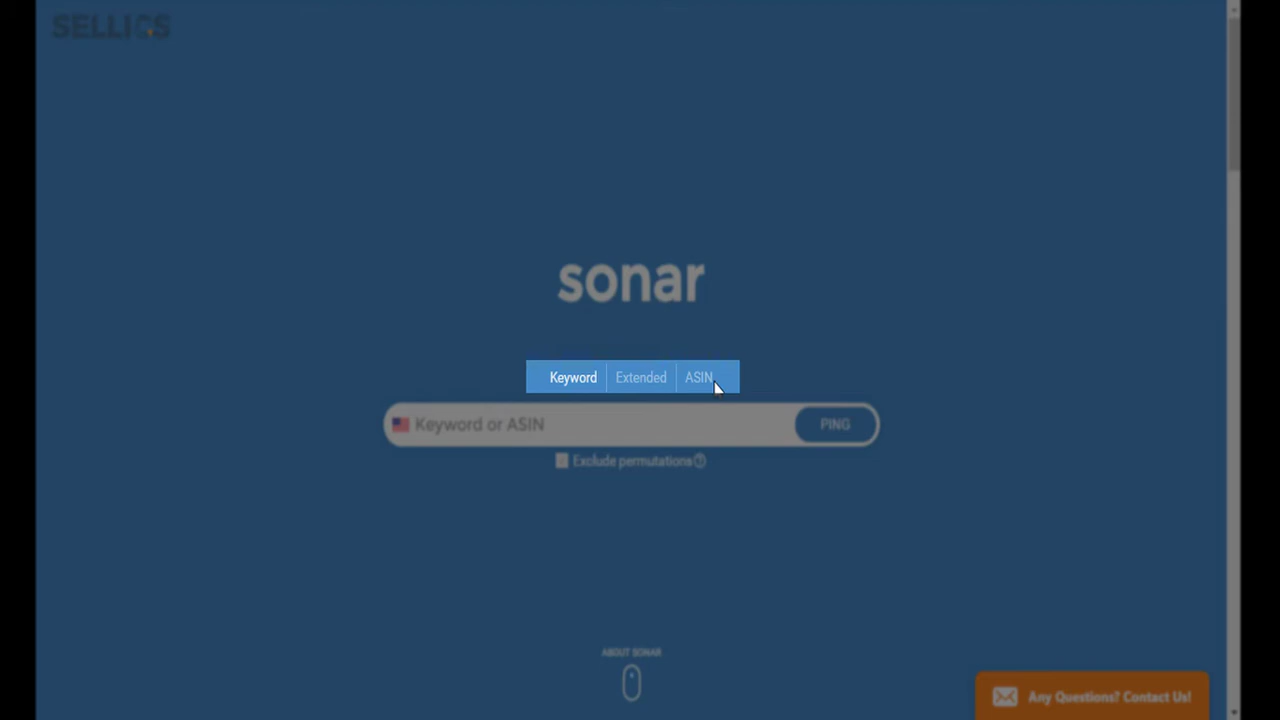 SELLICS
sonar
Keyword Extended ASIN
Keyword or ASIN PING
Exclude permutations?
ABOUT SONAR
Any Questions? Contact Us!